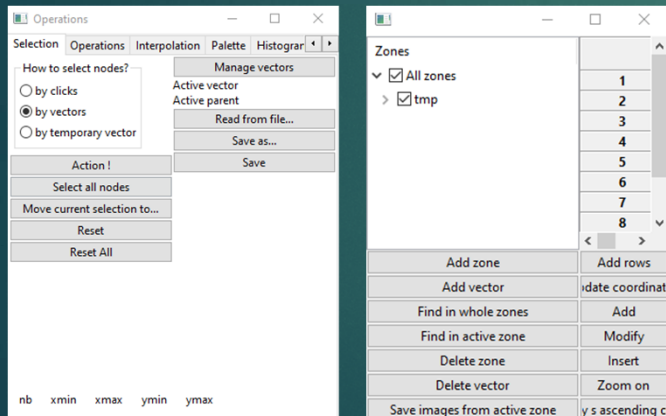 Operations
Selection Operations Interpolation Palette Histogran
How to select nodes?
by clicks
by vectors
by temporary vector
Manage vectors
Active vector
Active parent
Read from file...
Save as...
Save
Action !
Select all nodes
Move current selection to...
Reset
Reset All
nb xmin xmax ymin ymax
Zones
All zones
tmp
1
2
3
4
5
6
7
8
Add zone
Add vector
Find in whole zones
Find in active zone
Delete zone
Delete vector
Save images from active zone
Add rows
date coordinat
Add
Modify
Insert
Zoom on
y s ascending c